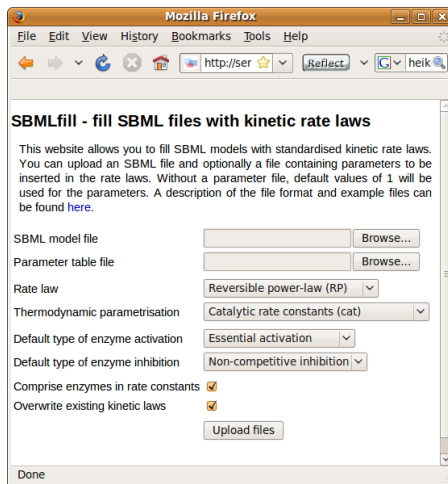 Mozilla Firefox
File Edit View History Bookmarks Tools Help
http://ser Reflect G heik
SBMLfill - fill SBML files with kinetic rate laws
This website allows you to fill SBML models with standardised kinetic rate laws.
You can upload an SBML file and optionally a file containing parameters to be
inserted in the rate laws. Without a parameter file, default values of 1 will be
used for the parameters. A description of the file format and example files can
be found here.
SBML model file Browse...
Parameter table file Browse...
Rate law Reversible power-law (RP)
Thermodynamic parametrisation Catalytic rate constants (cat)
Default type of enzyme activation Essential activation
Default type of enzyme inhibition Non-competitive inhibition
Comprise enzymes in rate constants
Overwrite existing kinetic laws
Upload files
Done